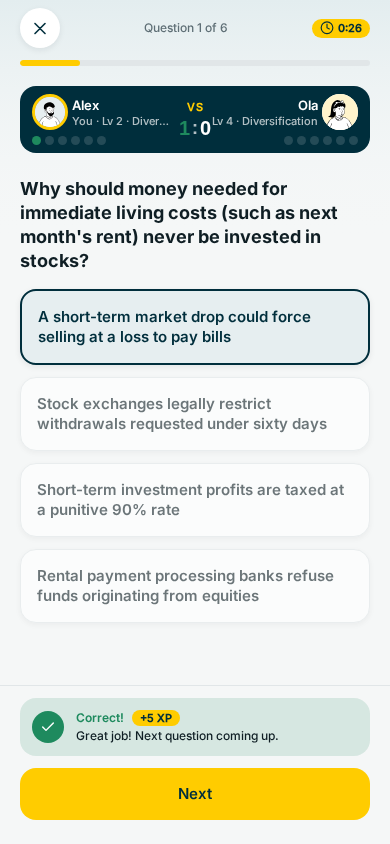 Question 1 of 6
0:26
Alex
You · Lv 2 · Diver...
VS
1:0
Ola
Lv 4 · Diversification
Why should money needed for
immediate living costs (such as next
month's rent) never be invested in
stocks?
A short-term market drop could force
selling at a loss to pay bills
Stock exchanges legally restrict
withdrawals requested under sixty days
Short-term investment profits are taxed at
a punitive 90% rate
Rental payment processing banks refuse
funds originating from equities
Correct! +5 XP
Great job! Next question coming up.
Next